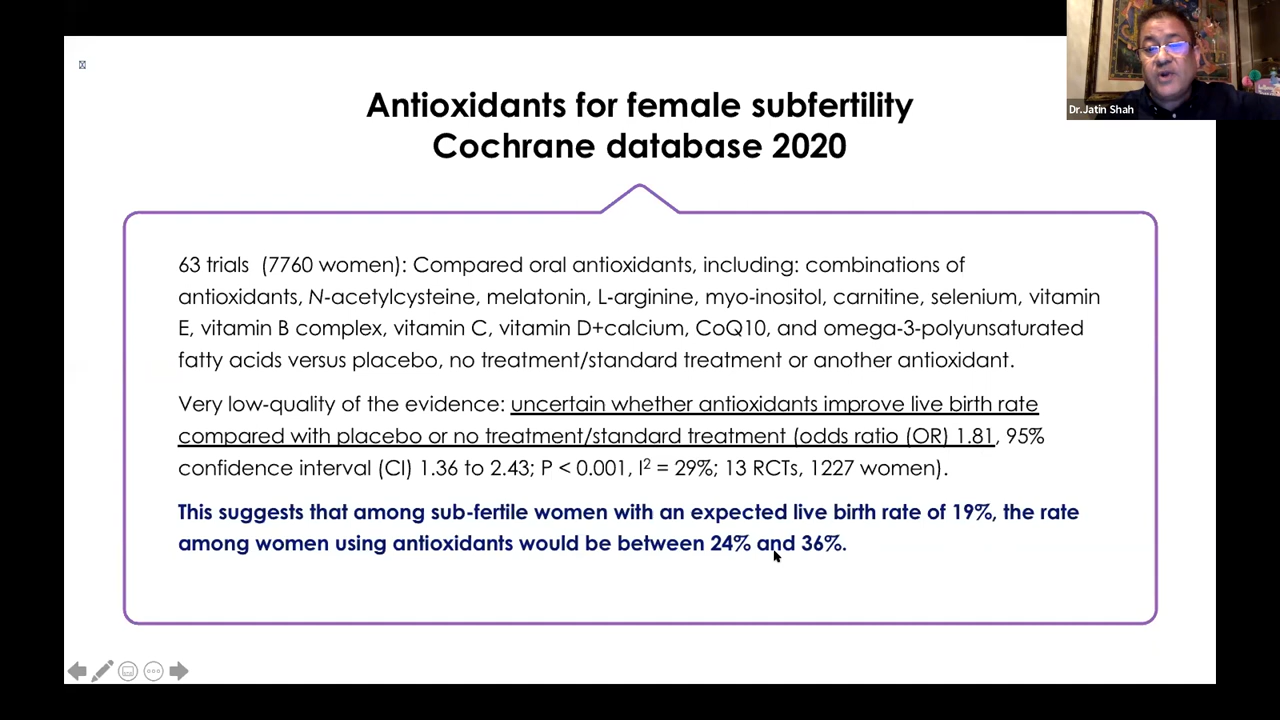 Dr.Jatin Shah
Antioxidants for female subfertility
Cochrane database 2020
63 trials (7760 women): Compared oral antioxidants, including: combinations of
antioxidants, N-acetylcysteine, melatonin, L-arginine, myo-inositol, carnitine, selenium, vitamin
E, vitamin B complex, vitamin C, vitamin D+calcium, CoQ10, and omega-3-polyunsaturated
fatty acids versus placebo, no treatment/standard treatment or another antioxidant.
Very low-quality of the evidence: uncertain whether antioxidants improve live birth rate
compared with placebo or no treatment/standard treatment (odds ratio (OR) 1.81, 95%
confidence interval (CI) 1.36 to 2.43; P < 0.001, I² = 29%; 13 RCTs, 1227 women).
This suggests that among sub-fertile women with an expected live birth rate of 19%, the rate
among women using antioxidants would be between 24% and 36%.